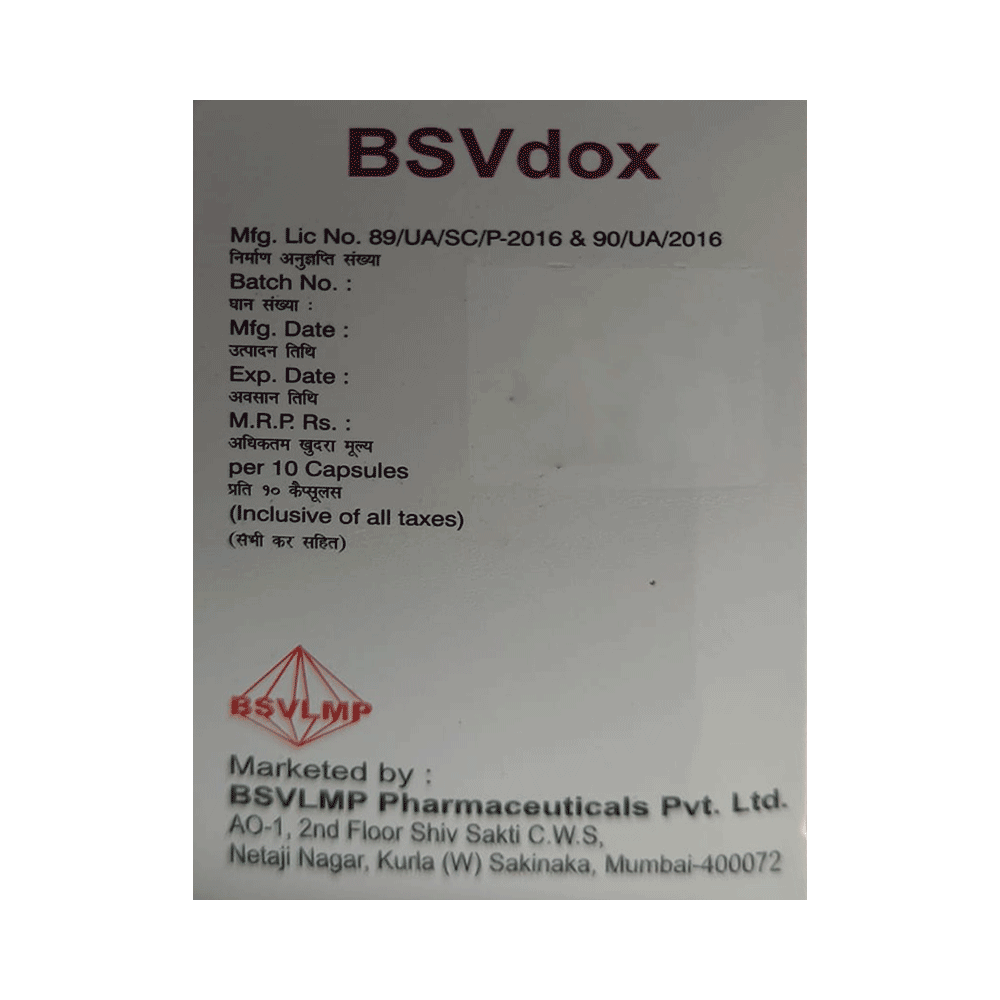 BSVdox
Mfg. Lic No. 89/UA/SC/P-2016 & 90/UA/2016
निर्माण अनुज्ञप्ति संख्या
Batch No. :
घान संख्या :
Mfg. Date :
उत्पादन तिथि
Exp. Date :
अवसान तिथि
M.R.P. Rs. :
अधिकतम खुदरा मूल्य
per 10 Capsules
प्रति १० कैप्सूलस
(Inclusive of all taxes)
(सभी कर सहित)
BSVLMP
Marketed by :
BSVLMP Pharmaceuticals Pvt. Ltd.
AO-1, 2nd Floor Shiv Sakti C.W.S,
Netaji Nagar, Kurla (W) Sakinaka, Mumbai-400072